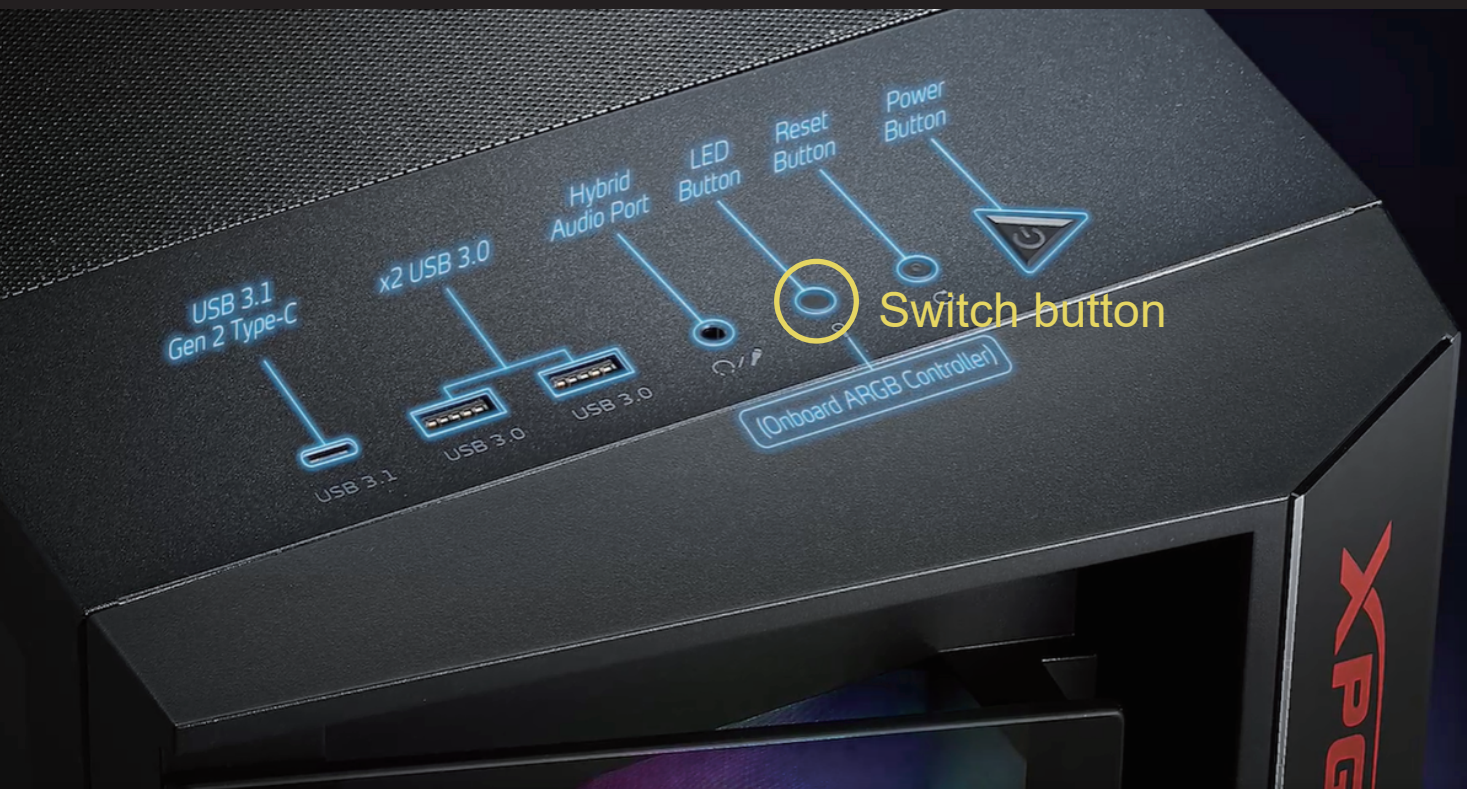 Power
Button
Reset
Button
LED
Button
Hybrid
Audio Port
x2 USB 3.0
USB 3.1
Gen 2 Type-C
Switch button
(Onboard ARGB Controller)
USB 3.0
USB 3.0
USB 3.1
XPG